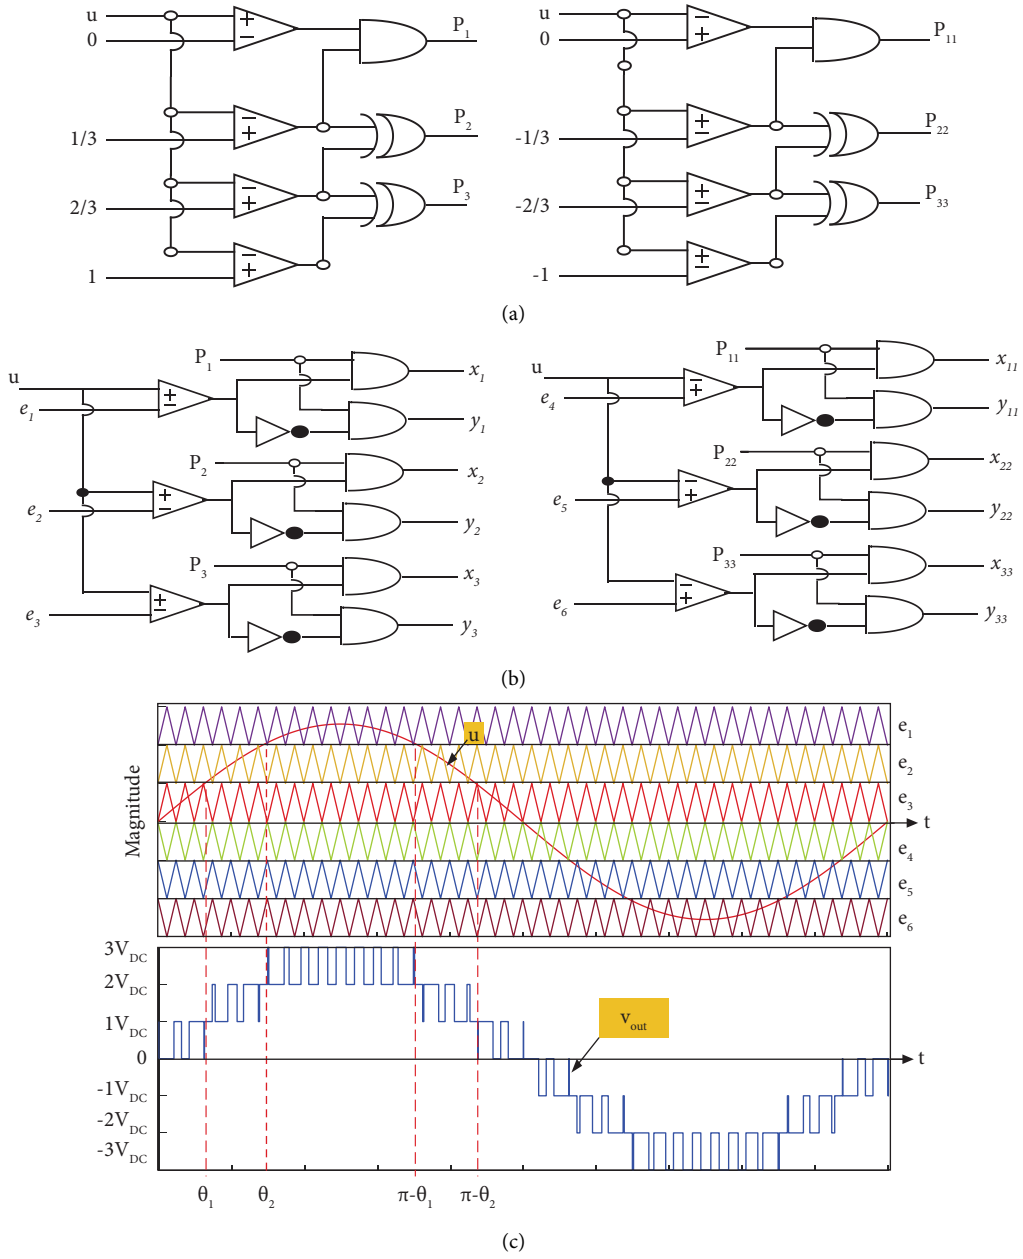 u
0
1/3
2/3
1
P1
P2
P3
u
0
-1/3
-2/3
-1
P11
P22
P33
(a)
u
e1
e2
e3
P1
P2
P3
x1
y1
x2
y2
x3
y3
u
e4
e5
e6
P11
P22
P33
x11
y11
x22
y22
x33
y33
(b)
Magnitude
u
e1
e2
e3
t
e4
e5
e6
3VDC
2VDC
1VDC
0
-1VDC
-2VDC
-3VDC
vout
t
θ1
θ2
π-θ1
π-θ2
(c)